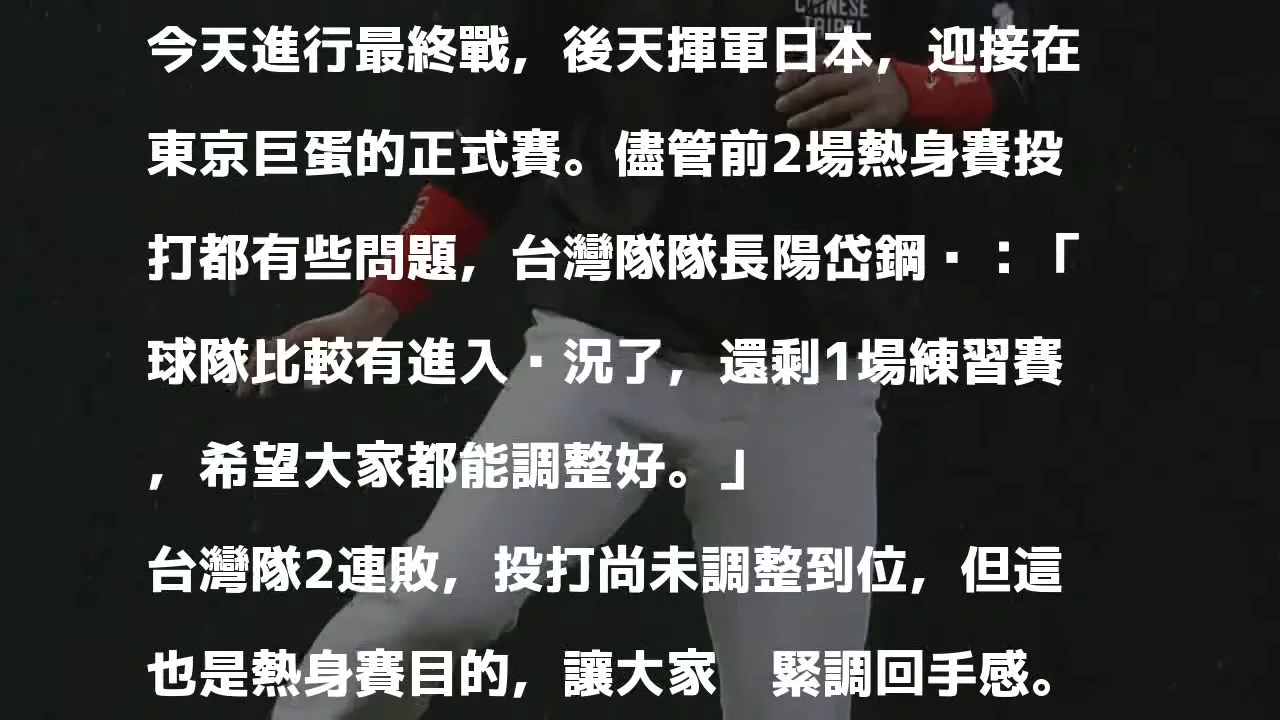 CHINESE
TAIPEI
今天進行最終戰，後天揮軍日本，迎接在
東京巨蛋的正式賽。儘管前2場熱身賽投
打都有些問題，台灣隊隊長陽岱鋼▪：「
球隊比較有進入▪況了，還剩1場練習賽
，希望大家都能調整好。」
台灣隊2連敗，投打尚未調整到位，但這
也是熱身賽目的，讓大家　緊調回手感。